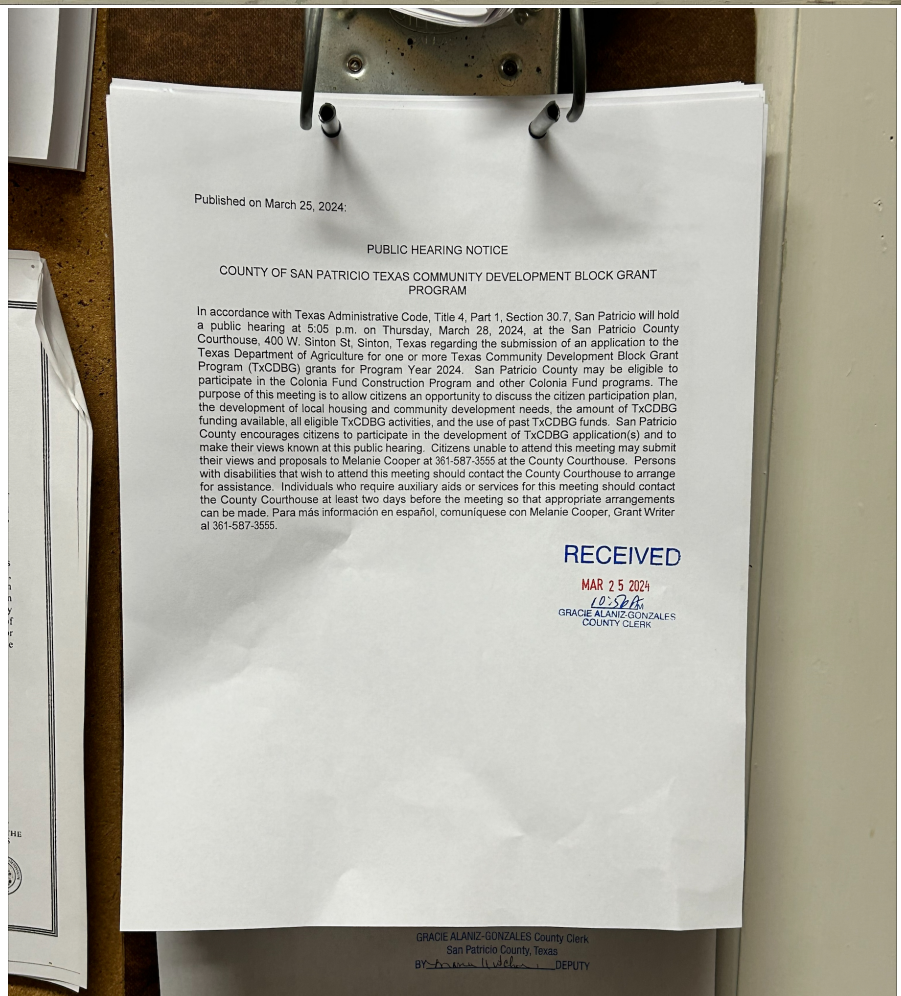 Published on March 25, 2024:
PUBLIC HEARING NOTICE
COUNTY OF SAN PATRICIO TEXAS COMMUNITY DEVELOPMENT BLOCK GRANT
PROGRAM
In accordance with Texas Administrative Code, Title 4, Part 1, Section 30.7, San Patricio will hold
a public hearing at 5:05 p.m. on Thursday, March 28, 2024, at the San Patricio County
Courthouse, 400 W. Sinton St, Sinton, Texas regarding the submission of an application to the
Texas Department of Agriculture for one or more Texas Community Development Block Grant
Program (TxCDBG) grants for Program Year 2024. San Patricio County may be eligible to
participate in the Colonia Fund Construction Program and other Colonia Fund programs. The
purpose of this meeting is to allow citizens an opportunity to discuss the citizen participation plan,
the development of local housing and community development needs, the amount of TxCDBG
funding available, all eligible TxCDBG activities, and the use of past TxCDBG funds. San Patricio
County encourages citizens to participate in the development of TxCDBG application(s) and to
make their views known at this public hearing. Citizens unable to attend this meeting may submit
their views and proposals to Melanie Cooper at 361-587-3555 at the County Courthouse. Persons
with disabilities that wish to attend this meeting should contact the County Courthouse to arrange
for assistance. Individuals who require auxiliary aids or services for this meeting should contact
the County Courthouse at least two days before the meeting so that appropriate arrangements
can be made. Para más información en español, comuníquese con Melanie Cooper, Grant Writer
al 361-587-3555.
RECEIVED
MAR 25 2024
GRACIE ALANIZ-GONZALES
COUNTY CLERK
GRACIE ALANIZ-GONZALES County Clerk
San Patricio County, Texas
BY DEPUTY